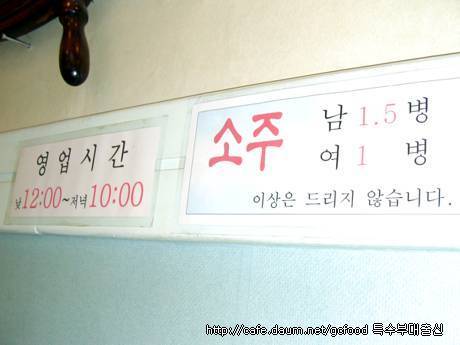 영업시간
낮12:00~저녁10:00
소주
남 1.5 병
여 1 병
이상은 드리지 않습니다.
http://cafe.daum.net/gcfood 특수부대출신